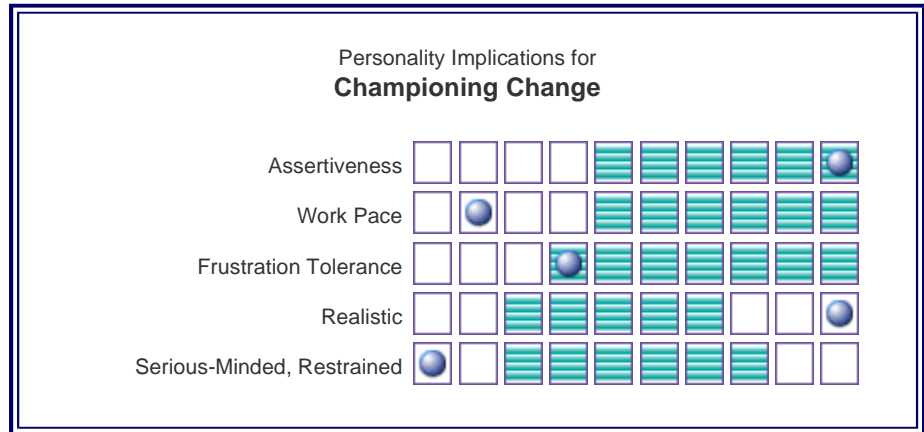 Personality Implications for
Championing Change
Assertiveness
Work Pace
Frustration Tolerance
Realistic
Serious-Minded, Restrained